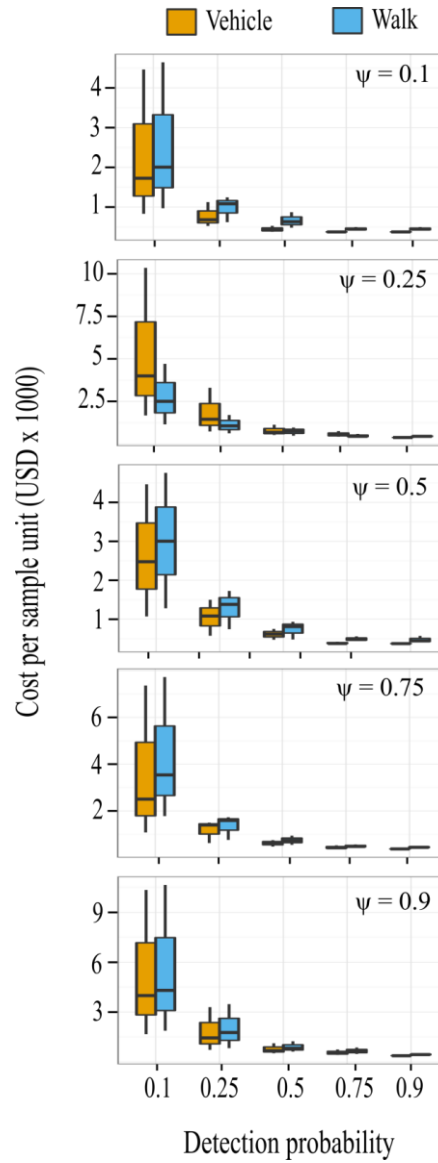 Vehicle Walk
ψ = 0.1
4
3
2
1
ψ = 0.25
10
7.5
5
2.5
ψ = 0.5
4
3
2
1
ψ = 0.75
6
4
2
ψ = 0.9
9
6
3
0.1 0.25 0.5 0.75 0.9
Detection probability
Cost per sample unit (USD x 1000)